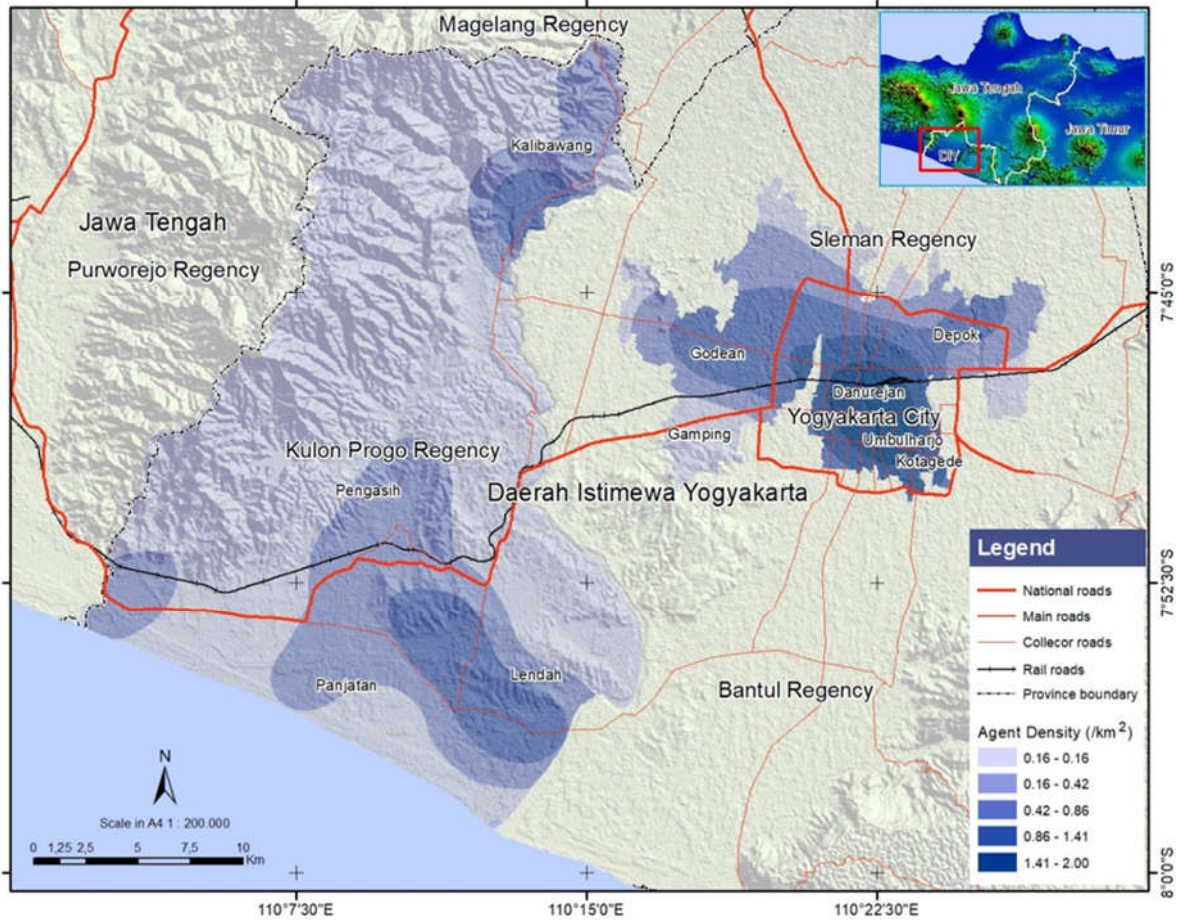 Magelang Regency
Jawa Tengah
Jawa Timur
DIY
Kalibawang
Jawa Tengah
Purworejo Regency
Sleman Regency
7°45'0"S
Depok
Godean
Danurejan
Yogyakarta City
Gamping
Umbulharjo
Kotagede
Kulon Progo Regency
Pengasih
Daerah Istimewa Yogyakarta
7°52'30"S
Lendah
Panjatan
Bantul Regency
Legend
National roads
Main roads
Collecor roads
Rail roads
Province boundary
Agent Density (/km²)
0.16 - 0.16
0.16 - 0.42
0.42 - 0.86
0.86 - 1.41
1.41 - 2.00
N
Scale in A4 1 : 200.000
0 1,25 2,5 5 7,5 10
Km
8°0'0"S
110°7'30"E
110°15'0"E
110°22'30"E